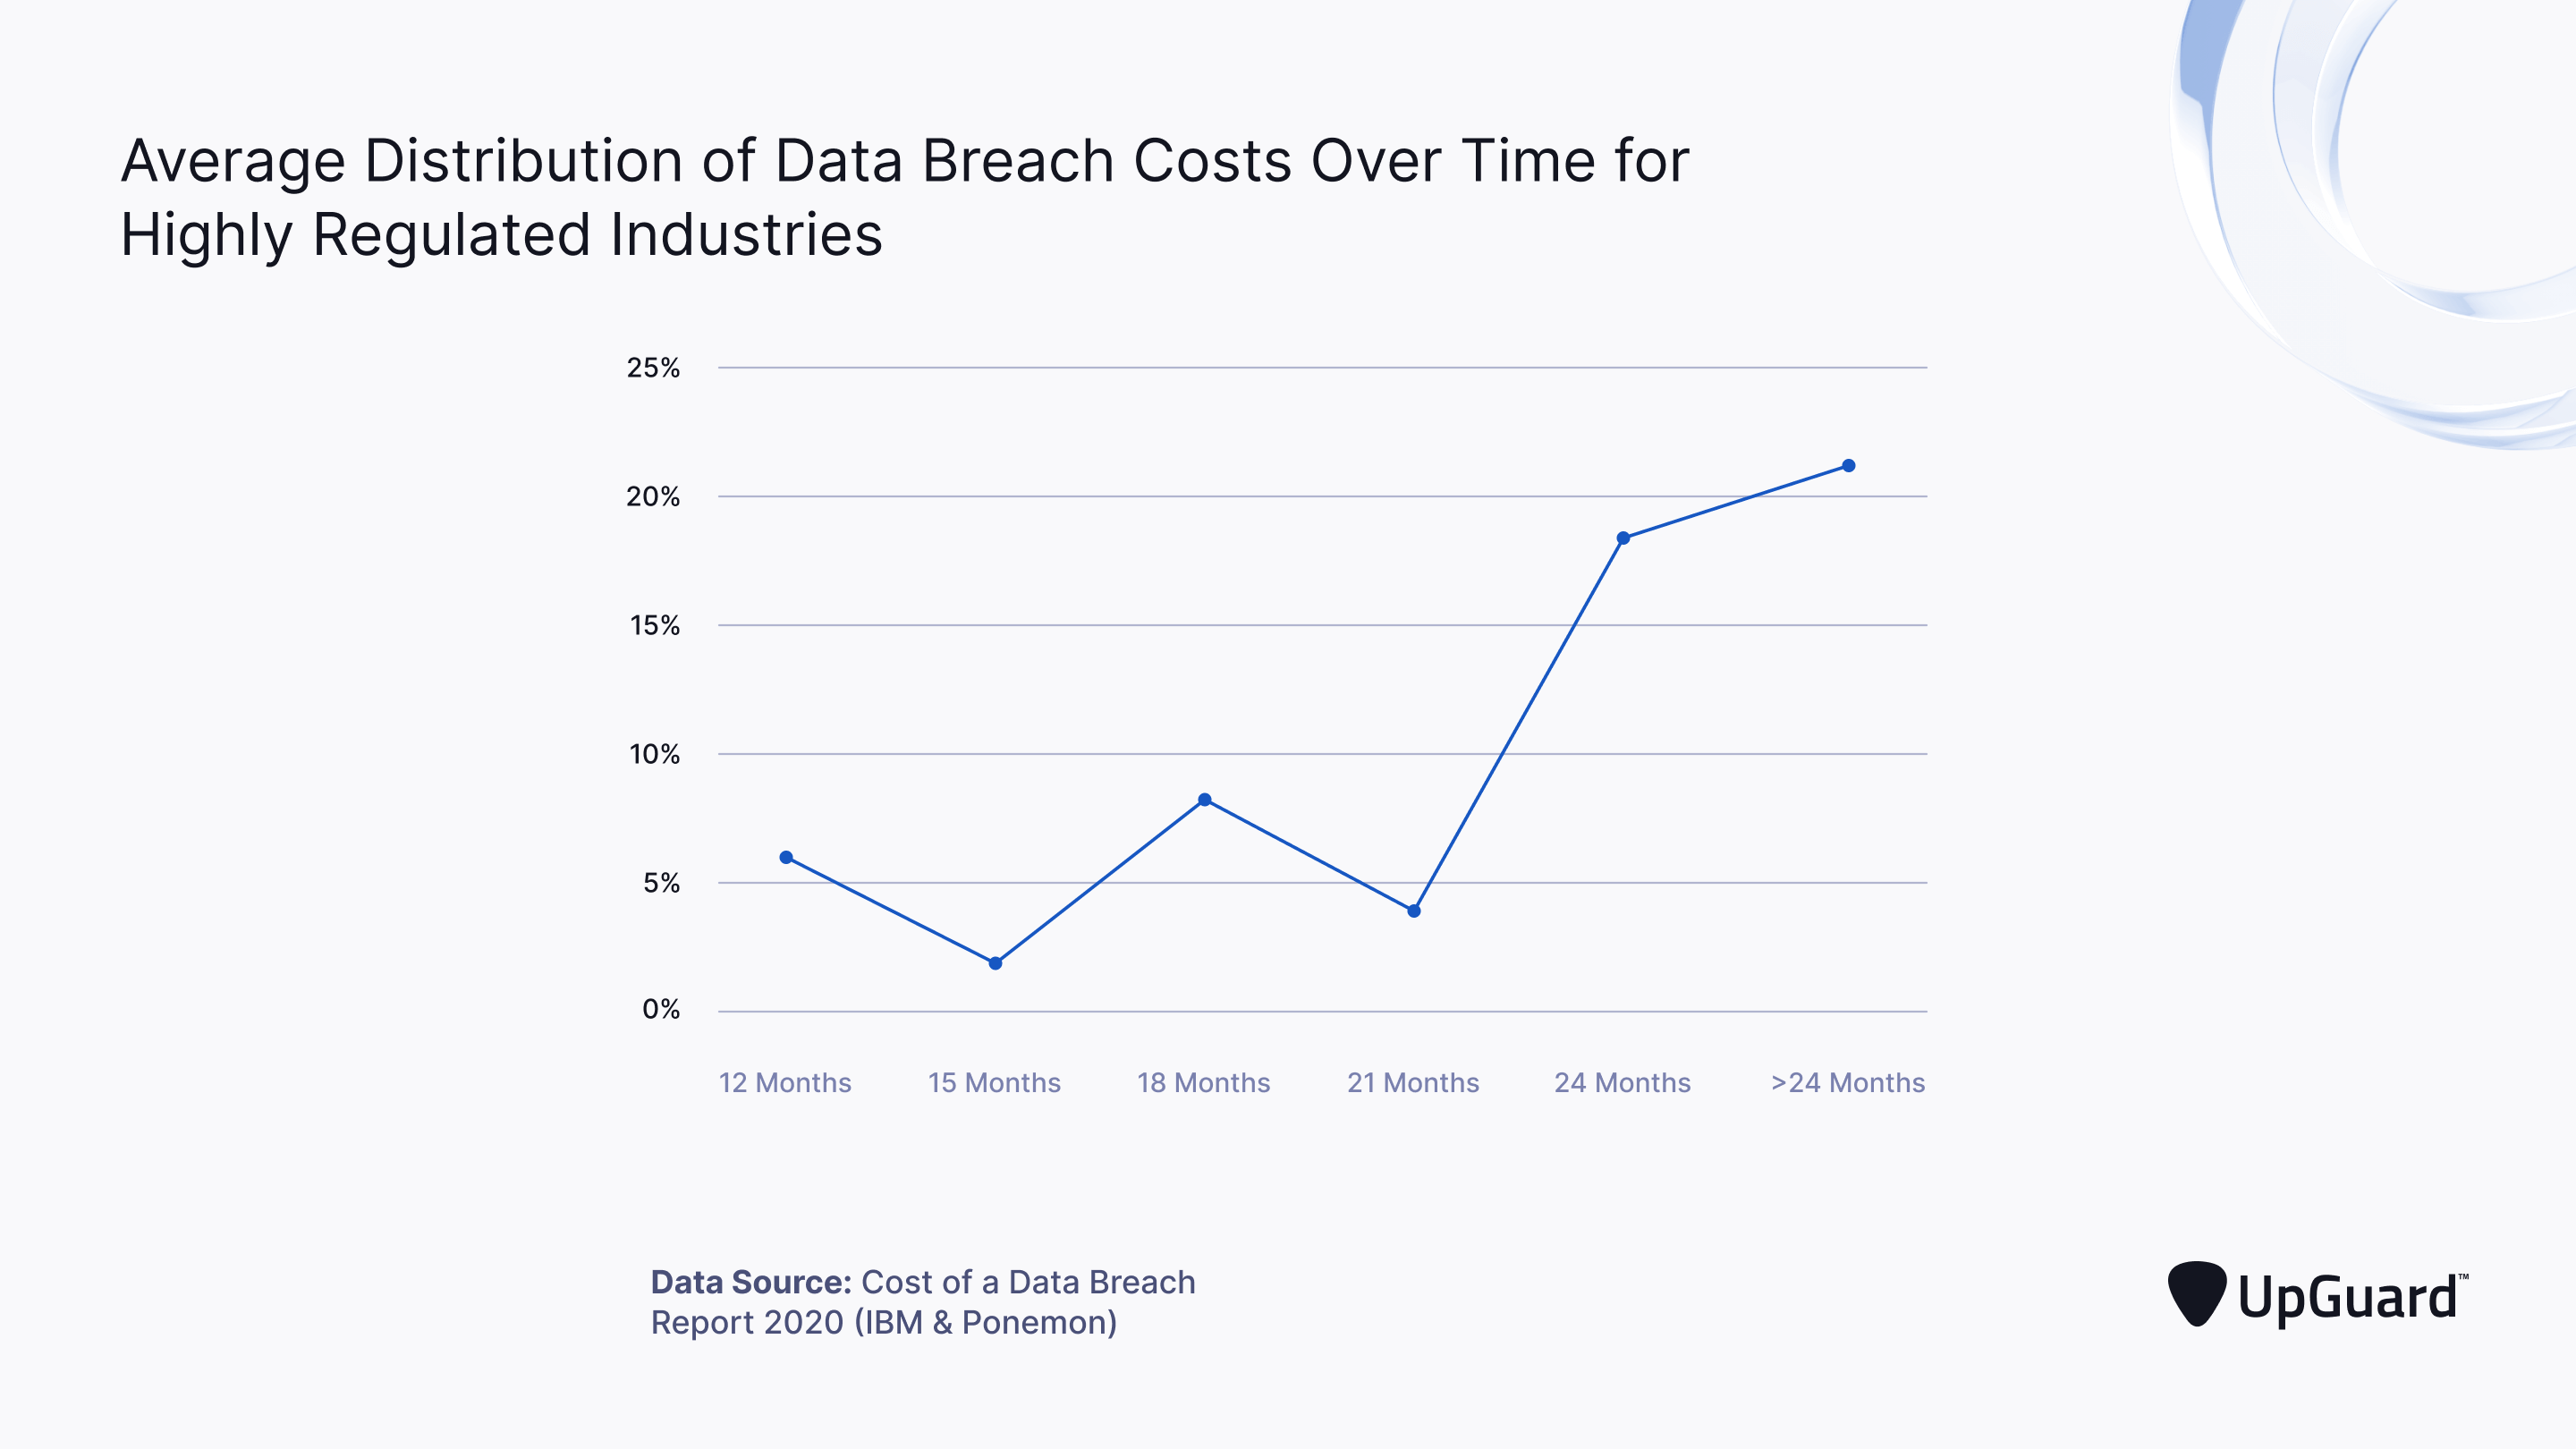 Average Distribution of Data Breach Costs Over Time for
Highly Regulated Industries
25%
20%
15%
10%
5%
0%
12 Months 15 Months 18 Months 21 Months 24 Months >24 Months
Data Source: Cost of a Data Breach
Report 2020 (IBM & Ponemon)
UpGuard™